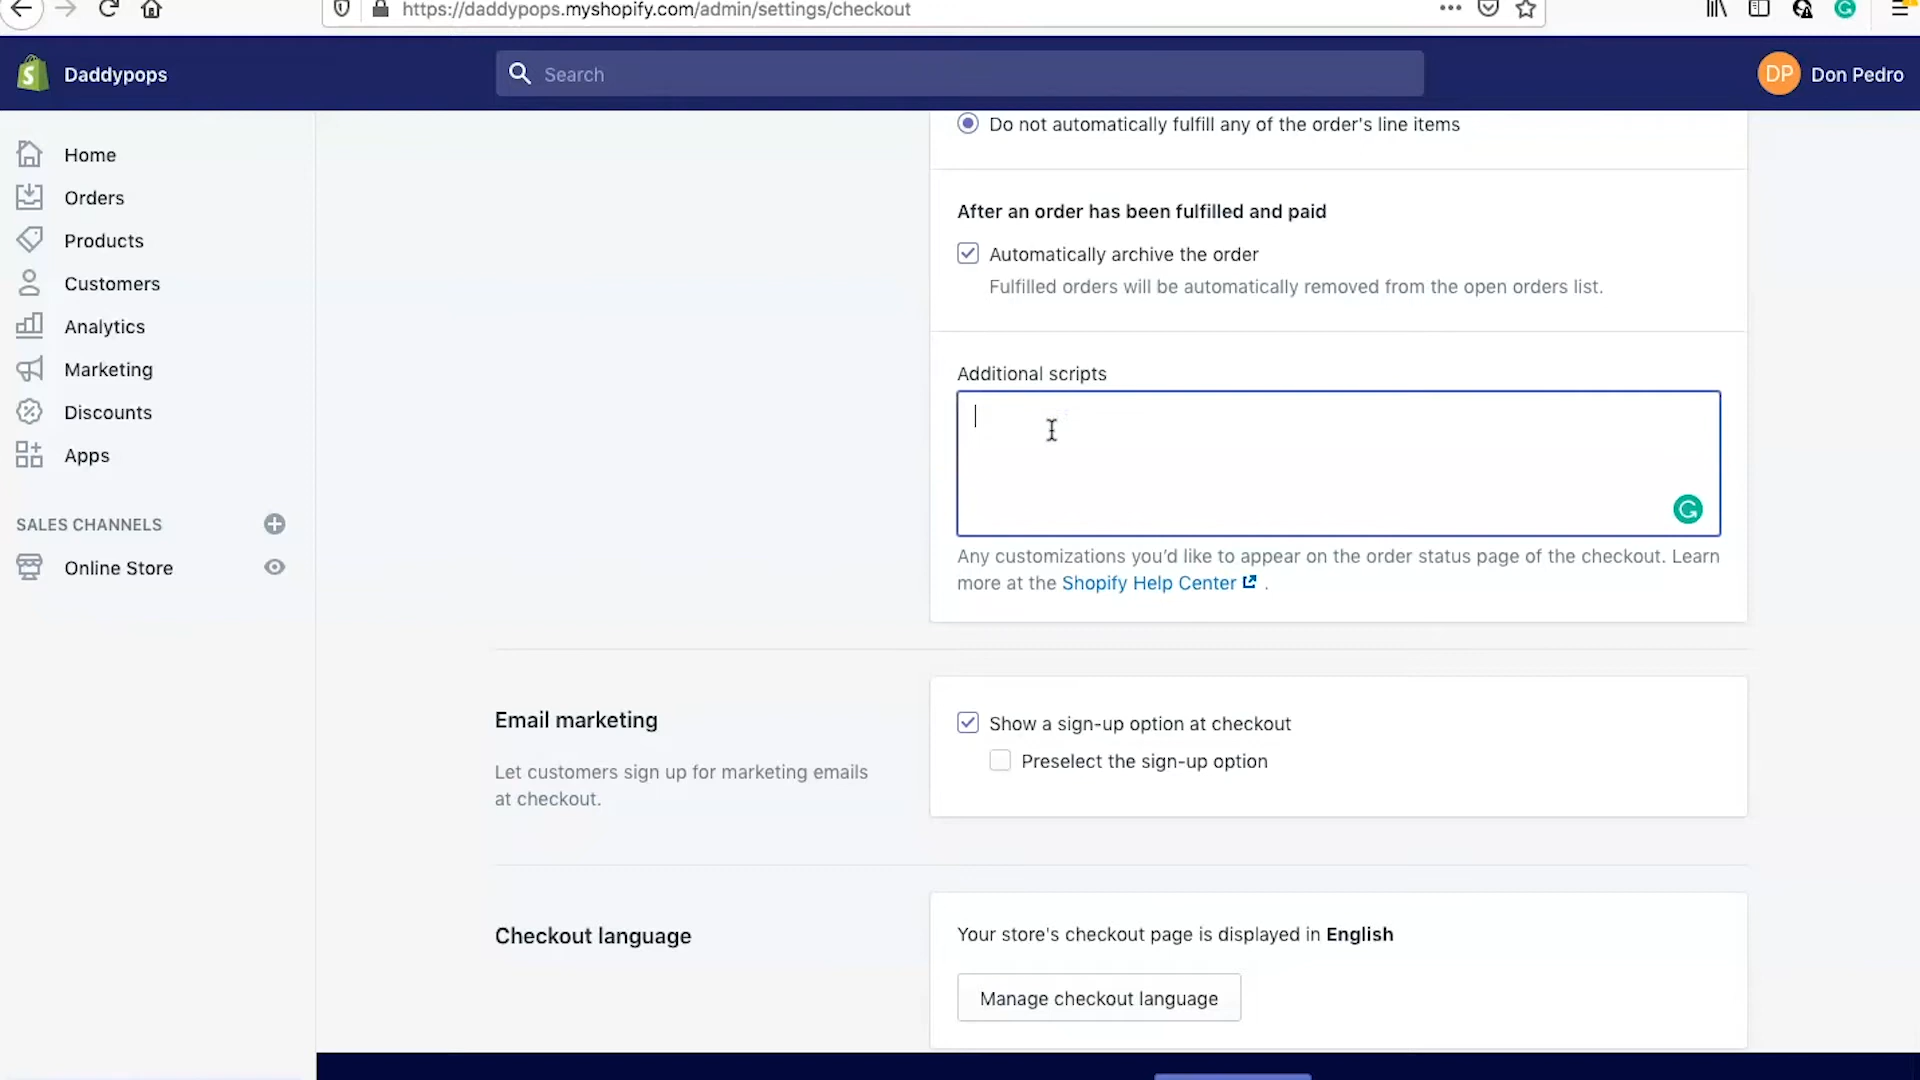 https://daddypops.myshopify.com/admin/settings/checkout
Daddypops
Search
DP Don Pedro
Home
Orders
Products
Customers
Analytics
Marketing
Discounts
Apps
SALES CHANNELS
Online Store
Do not automatically fulfill any of the order's line items
After an order has been fulfilled and paid
Automatically archive the order
Fulfilled orders will be automatically removed from the open orders list.
Additional scripts
Any customizations you’d like to appear on the order status page of the checkout. Learn
more at the Shopify Help Center .
Email marketing
Let customers sign up for marketing emails
at checkout.
Show a sign-up option at checkout
Preselect the sign-up option
Checkout language
Your store's checkout page is displayed in English
Manage checkout language